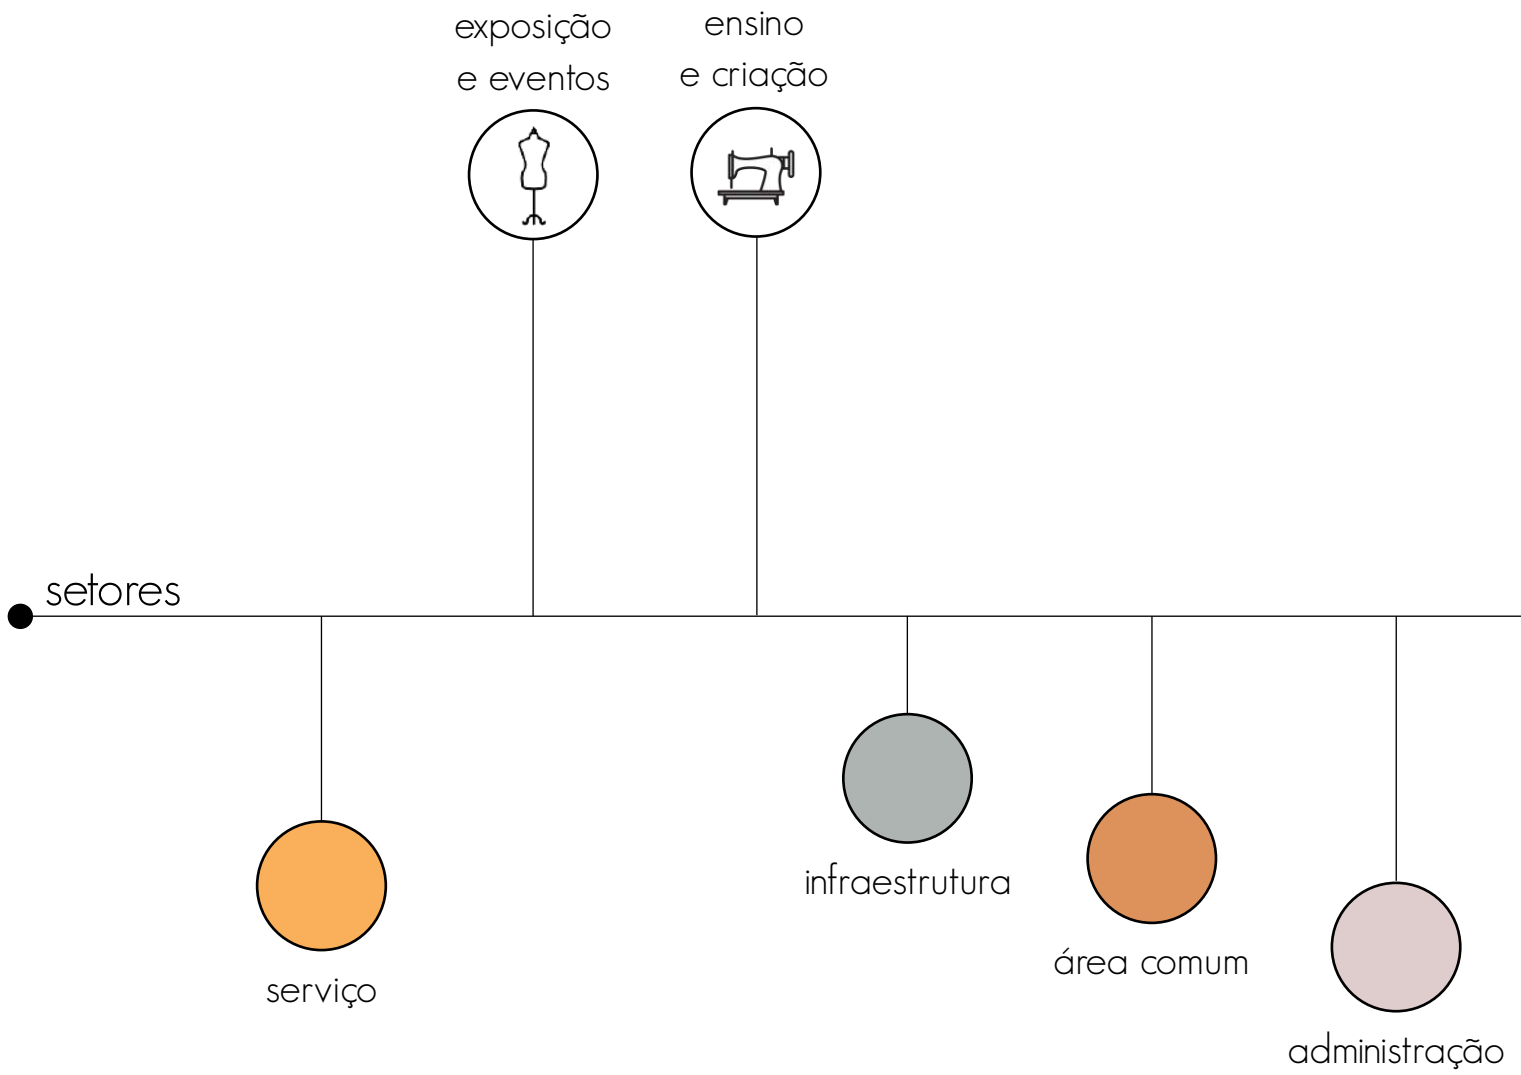 exposição
e eventos
ensino
e criação
setores
infraestrutura
área comum
serviço
administração